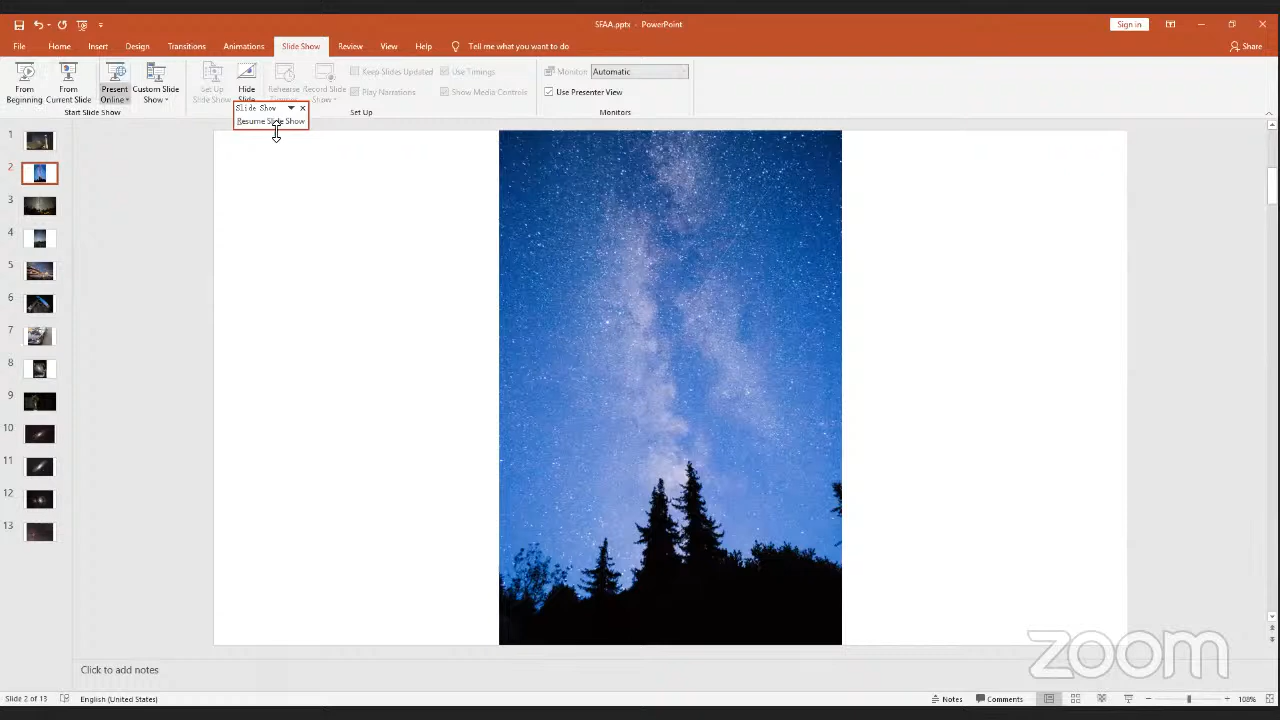 SFAA.pptx - PowerPoint
Sign in
File Home Insert Design Transitions Animations Slide Show Review View Help Tell me what you want to do
Share
From Beginning
From Current Slide
Present Online
Custom Slide Show
Start Slide Show
Set Up Slide Show
Hide Slide
Rehearse
Record Slide Show
Keep Slides Updated
Play Narrations
Use Timings
Show Media Controls
Set Up
Monitor: Automatic
Use Presenter View
Monitors
Slide Show
Resume Slide Show
1
2
3
4
5
6
7
8
9
10
11
12
13
zoom
Click to add notes
Slide 2 of 13 English (United States) Notes Comments 108%